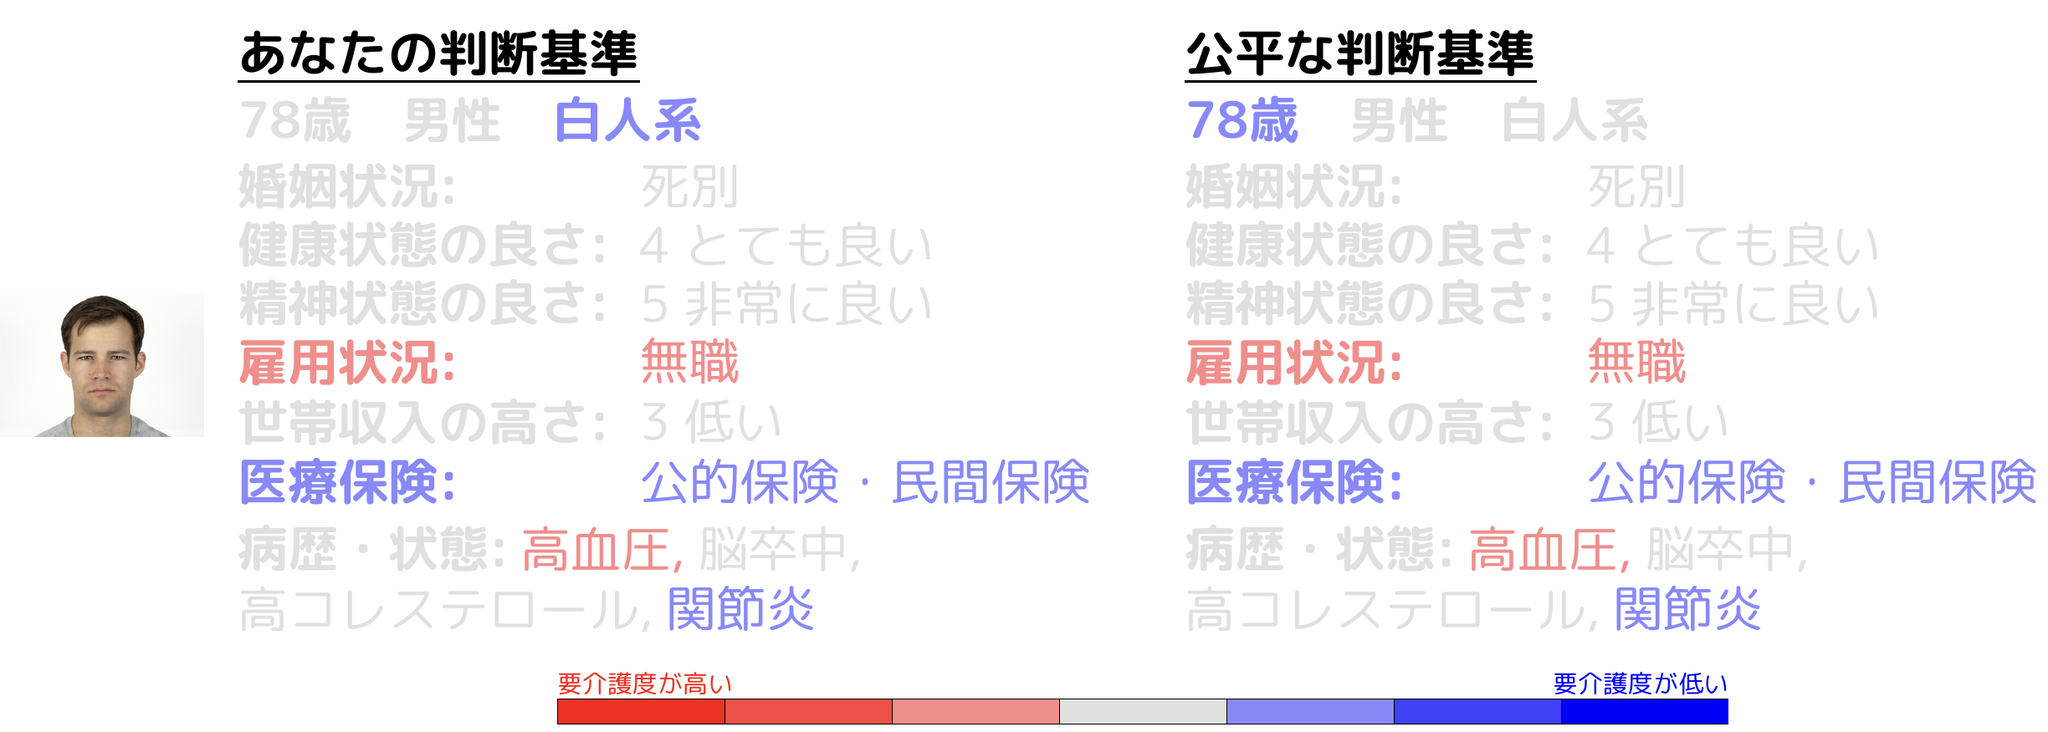 あなたの判断基準
78歳　男性　白人系
婚姻状況: 死別
健康状態の良さ: 4 とても良い
精神状態の良さ: 5 非常に良い
雇用状況: 無職
世帯収入の高さ: 3 低い
医療保険: 公的保険・民間保険
病歴・状態: 高血圧, 脳卒中,
高コレステロール, 関節炎
公平な判断基準
78歳　男性　白人系
婚姻状況: 死別
健康状態の良さ: 4 とても良い
精神状態の良さ: 5 非常に良い
雇用状況: 無職
世帯収入の高さ: 3 低い
医療保険: 公的保険・民間保険
病歴・状態: 高血圧, 脳卒中,
高コレステロール, 関節炎
要介護度が高い
要介護度が低い